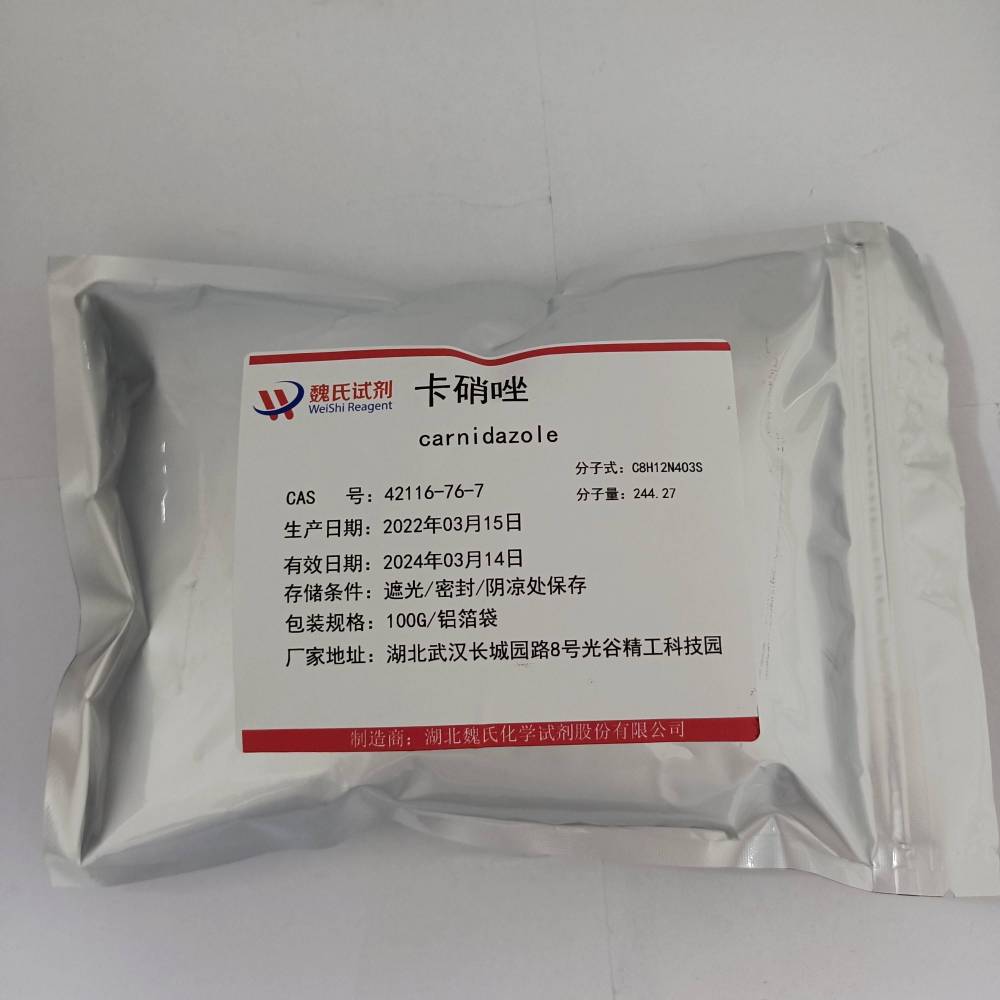 魏氏试剂
WeiShi Reagent
卡硝唑
carnidazole
分子式：C8H12N4O3S
CAS 号：42116-76-7
分子量：244.27
生产日期：2022年03月15日
有效日期：2024年03月14日
存储条件：遮光/密封/阴凉处保存
包装规格：100G/铝箔袋
厂家地址：湖北武汉长城园路8号光谷精工科技园
制造商：湖北魏氏化学试剂股份有限公司